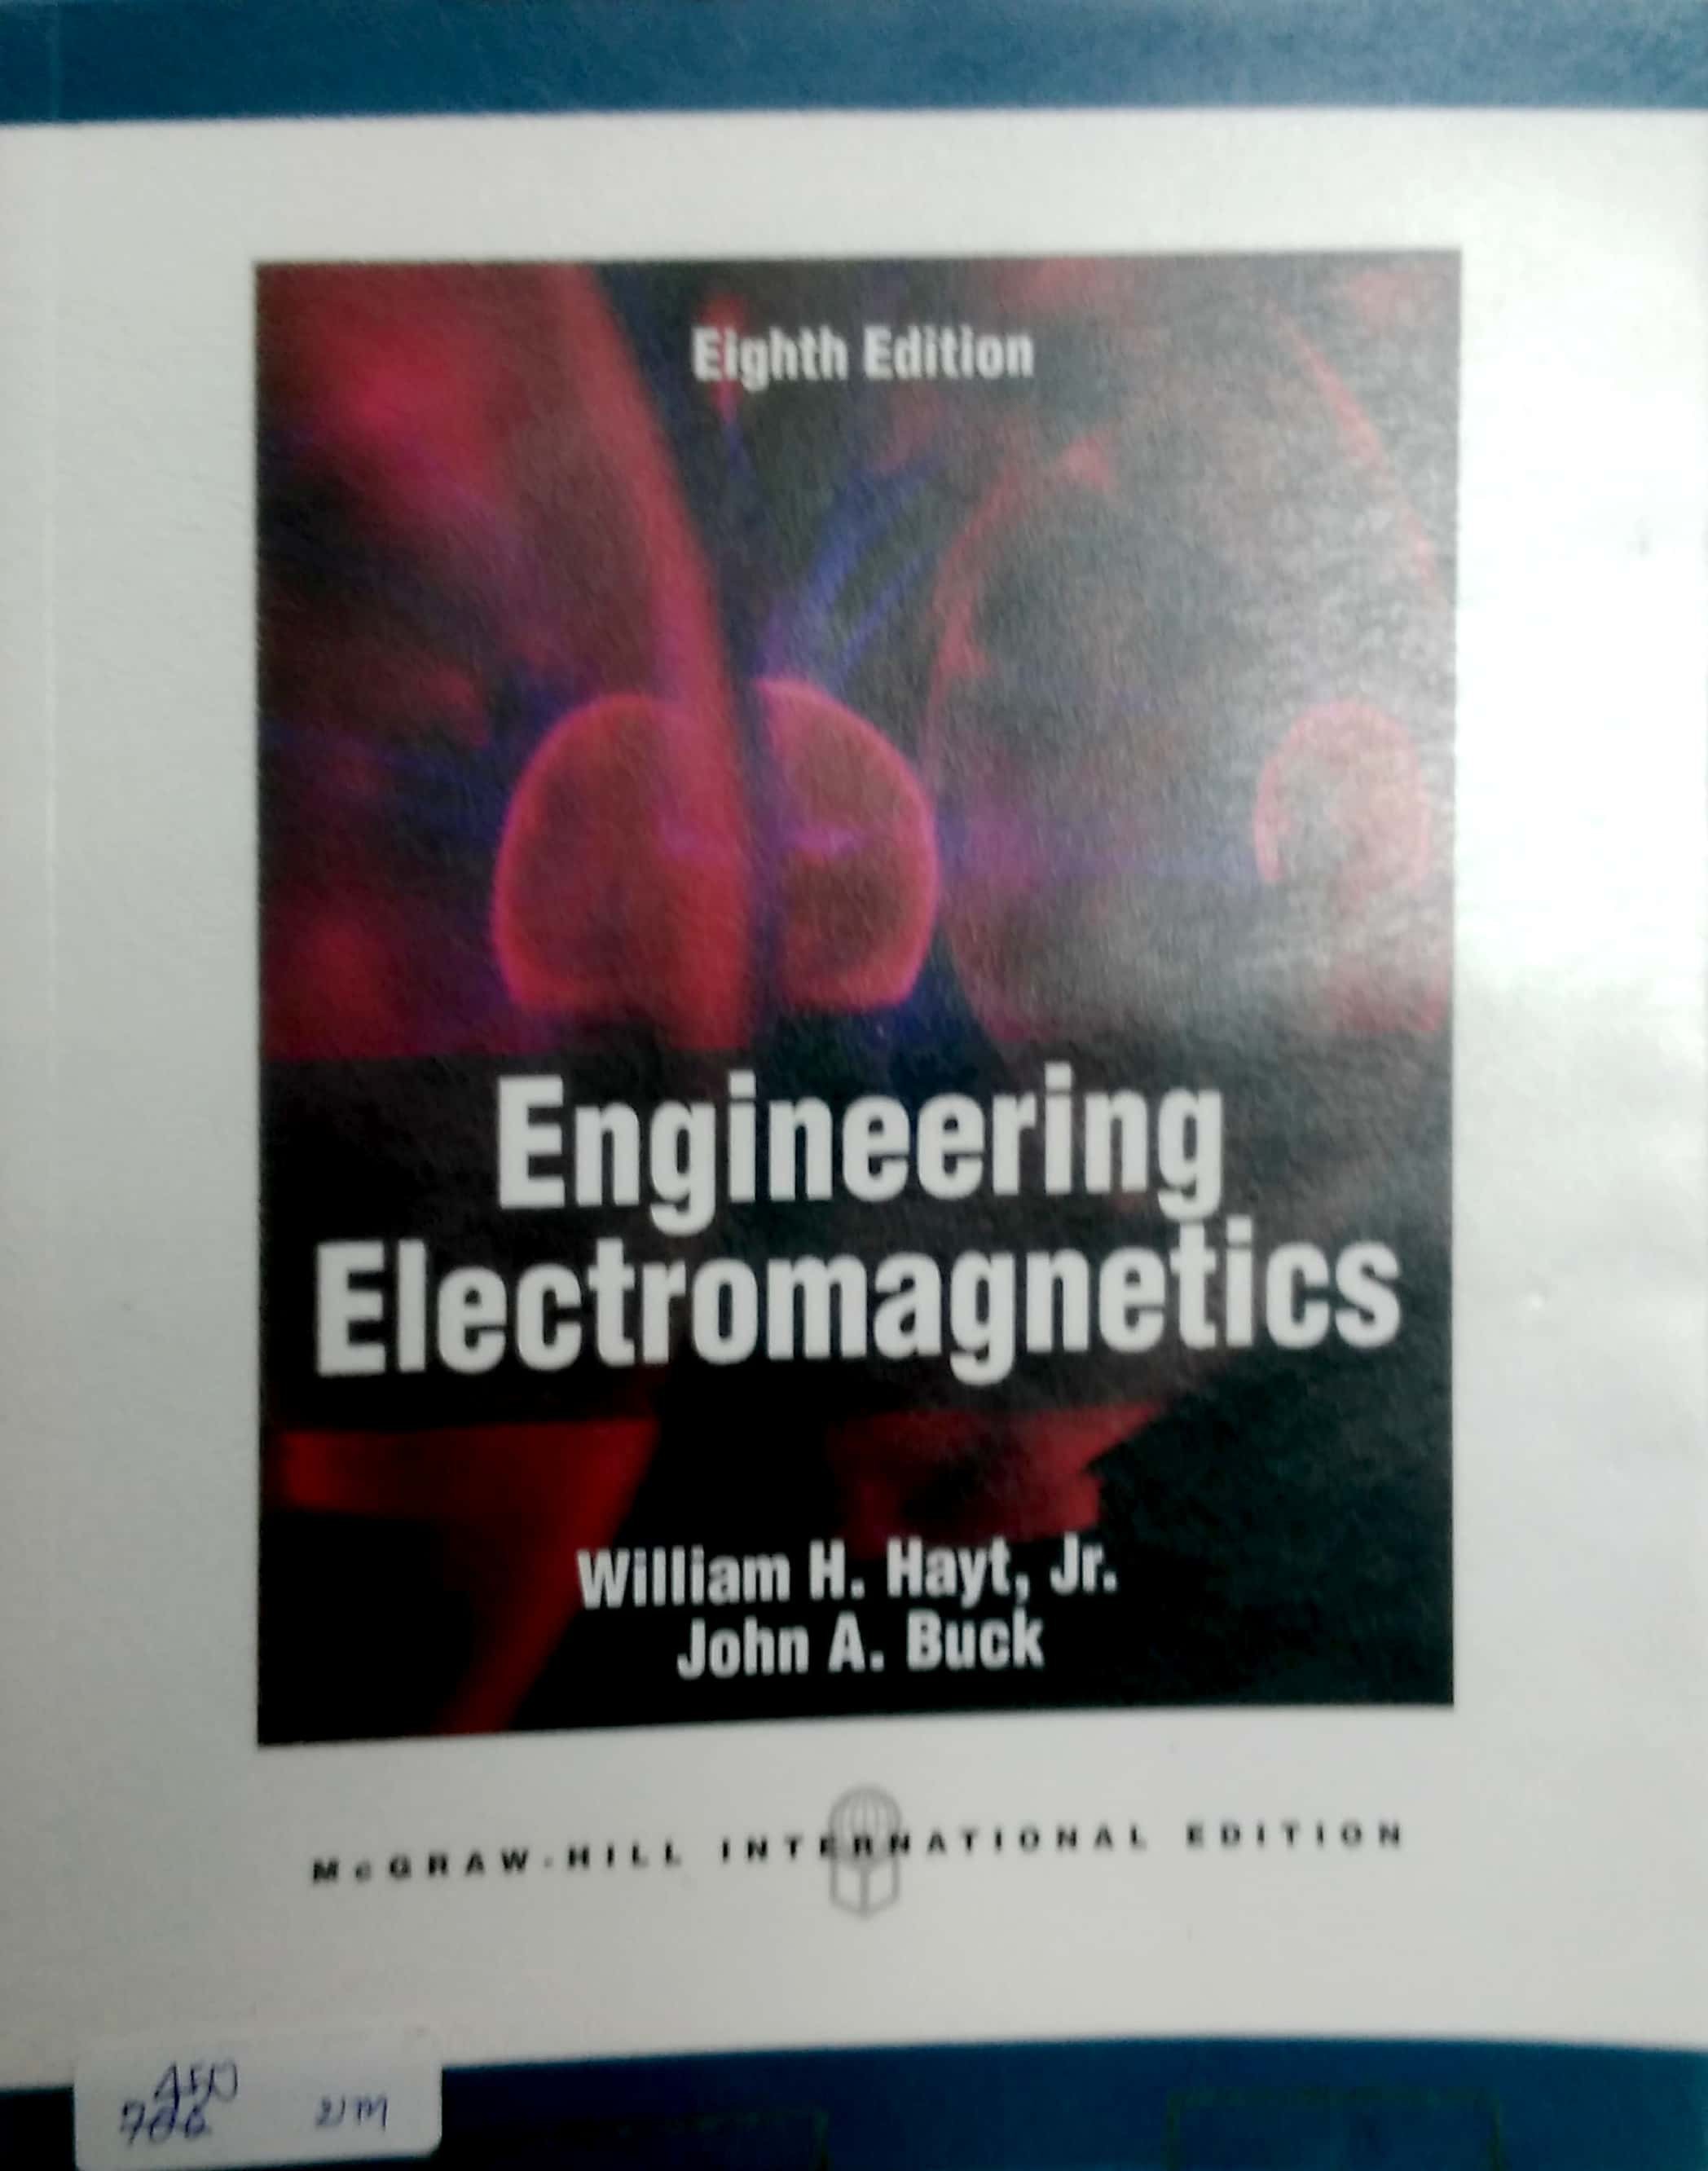 Eighth Edition
Engineering
Electromagnetics
William H. Hayt, Jr.
John A. Buck
McGRAW-HILL INTERNATIONAL EDITION